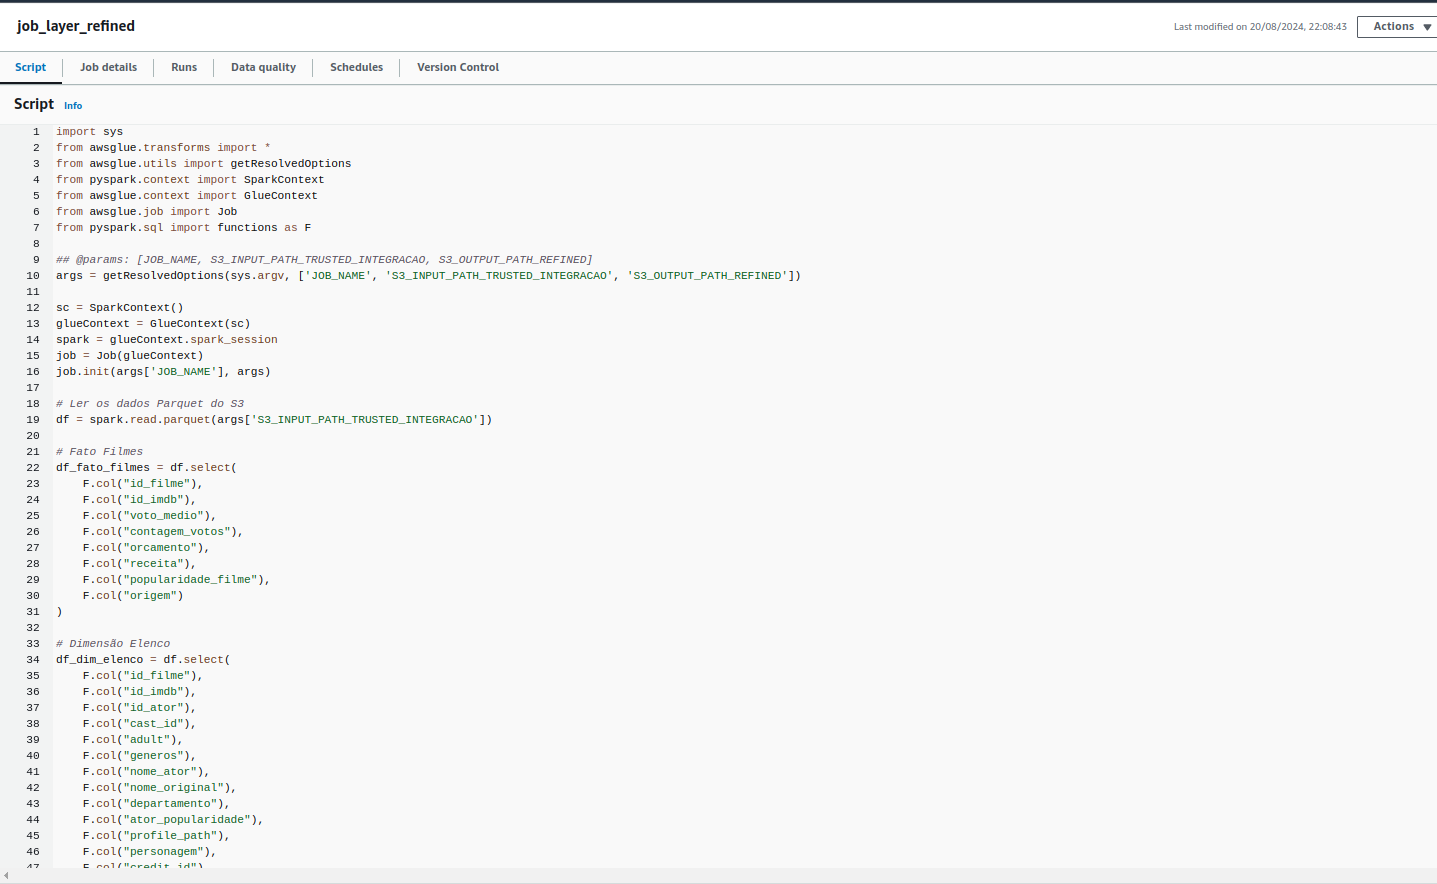 job_layer_refined
Last modified on 20/08/2024, 22:08:43
Actions
Script
Job details
Runs
Data quality
Schedules
Version Control
Script Info
1 import sys
2 from awsglue.transforms import *
3 from awsglue.utils import getResolvedOptions
4 from pyspark.context import SparkContext
5 from awsglue.context import GlueContext
6 from awsglue.job import Job
7 from pyspark.sql import functions as F
8
9 ## @params: [JOB_NAME, S3_INPUT_PATH_TRUSTED_INTEGRACAO, S3_OUTPUT_PATH_REFINED]
10 args = getResolvedOptions(sys.argv, ['JOB_NAME', 'S3_INPUT_PATH_TRUSTED_INTEGRACAO', 'S3_OUTPUT_PATH_REFINED'])
11
12 sc = SparkContext()
13 glueContext = GlueContext(sc)
14 spark = glueContext.spark_session
15 job = Job(glueContext)
16 job.init(args['JOB_NAME'], args)
17
18 # Ler os dados Parquet do S3
19 df = spark.read.parquet(args['S3_INPUT_PATH_TRUSTED_INTEGRACAO'])
20
21 # Fato Filmes
22 df_fato_filmes = df.select(
23     F.col("id_filme"),
24     F.col("id_imdb"),
25     F.col("voto_medio"),
26     F.col("contagem_votos"),
27     F.col("orcamento"),
28     F.col("receita"),
29     F.col("popularidade_filme"),
30     F.col("origem")
31 )
32
33 # Dimensão Elenco
34 df_dim_elenco = df.select(
35     F.col("id_filme"),
36     F.col("id_imdb"),
37     F.col("id_ator"),
38     F.col("cast_id"),
39     F.col("adult"),
40     F.col("generos"),
41     F.col("nome_ator"),
42     F.col("nome_original"),
43     F.col("departamento"),
44     F.col("ator_popularidade"),
45     F.col("profile_path"),
46     F.col("personagem"),
47     F.col("credit_id")